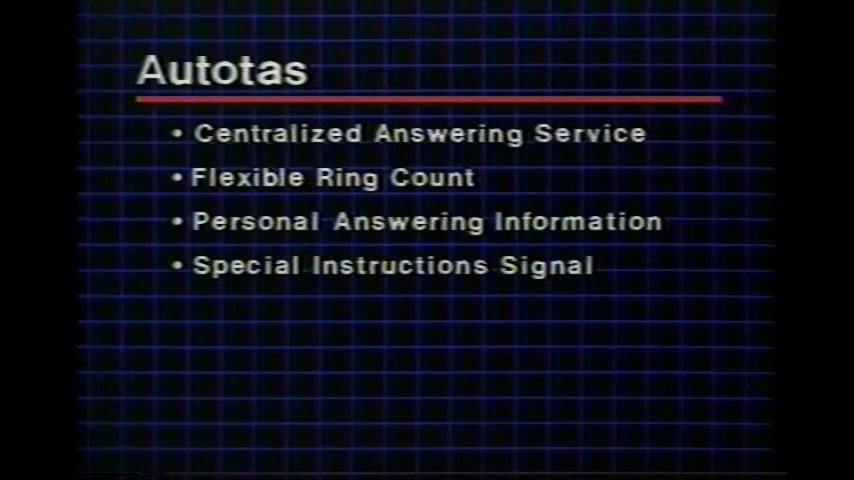 Autotas
• Centralized Answering Service
• Flexible Ring Count
• Personal Answering Information
• Special Instructions Signal